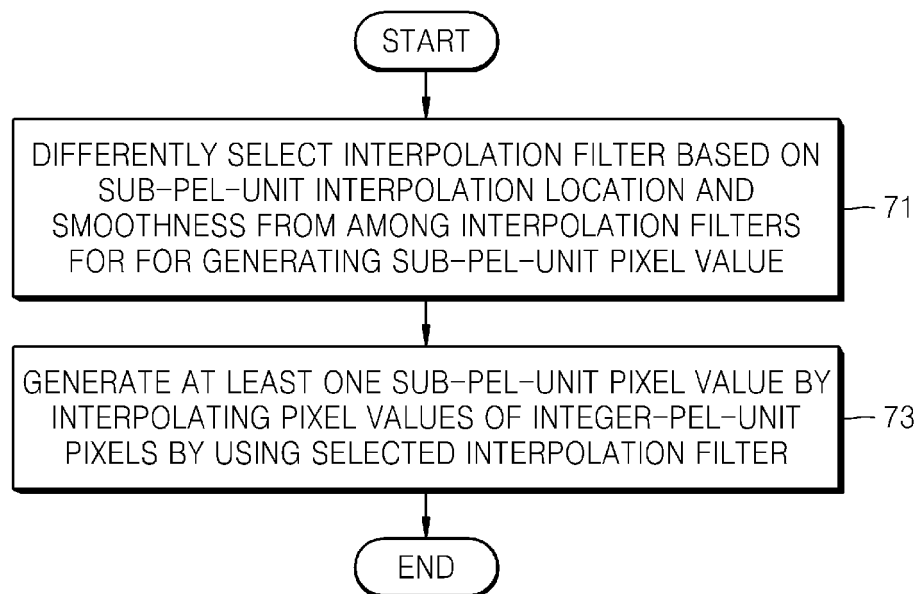 START
DIFFERENTLY SELECT INTERPOLATION FILTER BASED ON
SUB-PEL-UNIT INTERPOLATION LOCATION AND
SMOOTHNESS FROM AMONG INTERPOLATION FILTERS
FOR FOR GENERATING SUB-PEL-UNIT PIXEL VALUE
71
GENERATE AT LEAST ONE SUB-PEL-UNIT PIXEL VALUE BY
INTERPOLATING PIXEL VALUES OF INTEGER-PEL-UNIT
PIXELS BY USING SELECTED INTERPOLATION FILTER
73
END